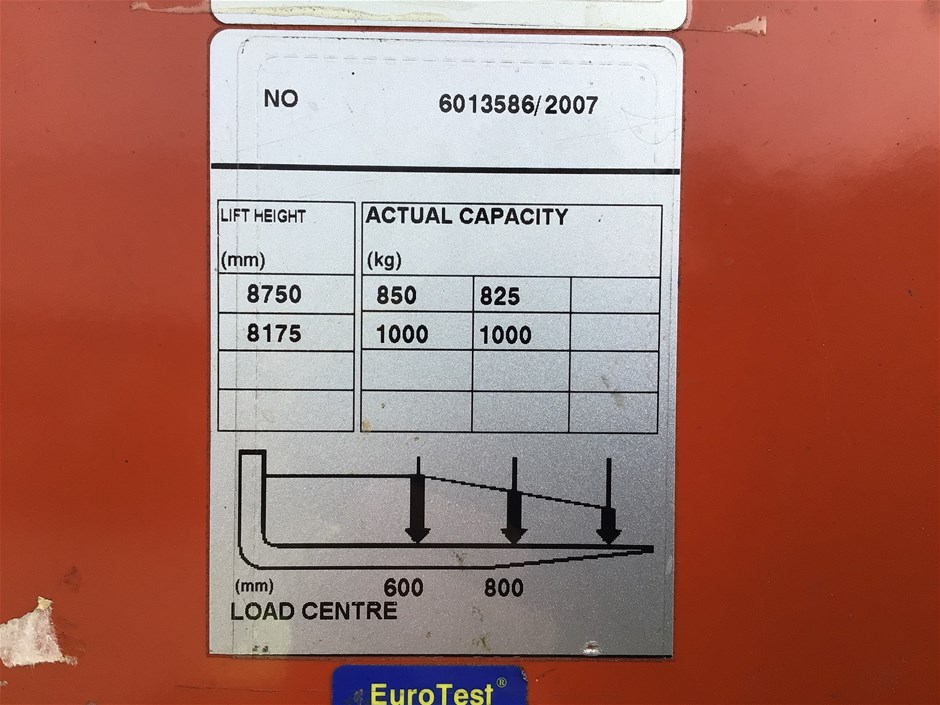 NO 6013586/2007
LIFT HEIGHT ACTUAL CAPACITY
(mm) (kg)
8750 850 825
8175 1000 1000
(mm) 600 800
LOAD CENTRE
EuroTest®